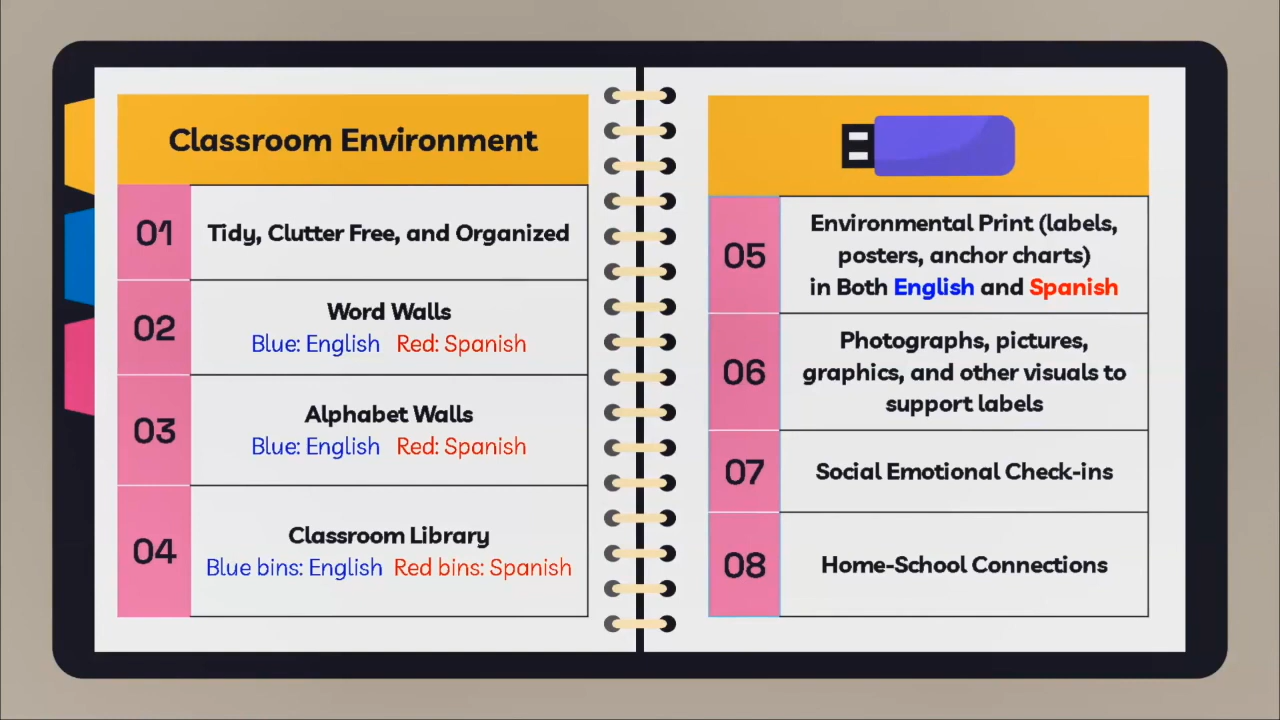 Classroom Environment
01
Tidy, Clutter Free, and Organized
02
Word Walls
Blue: English Red: Spanish
03
Alphabet Walls
Blue: English Red: Spanish
04
Classroom Library
Blue bins: English Red bins: Spanish
05
Environmental Print (labels,
posters, anchor charts)
in Both English and Spanish
06
Photographs, pictures,
graphics, and other visuals to
support labels
07
Social Emotional Check-ins
08
Home-School Connections